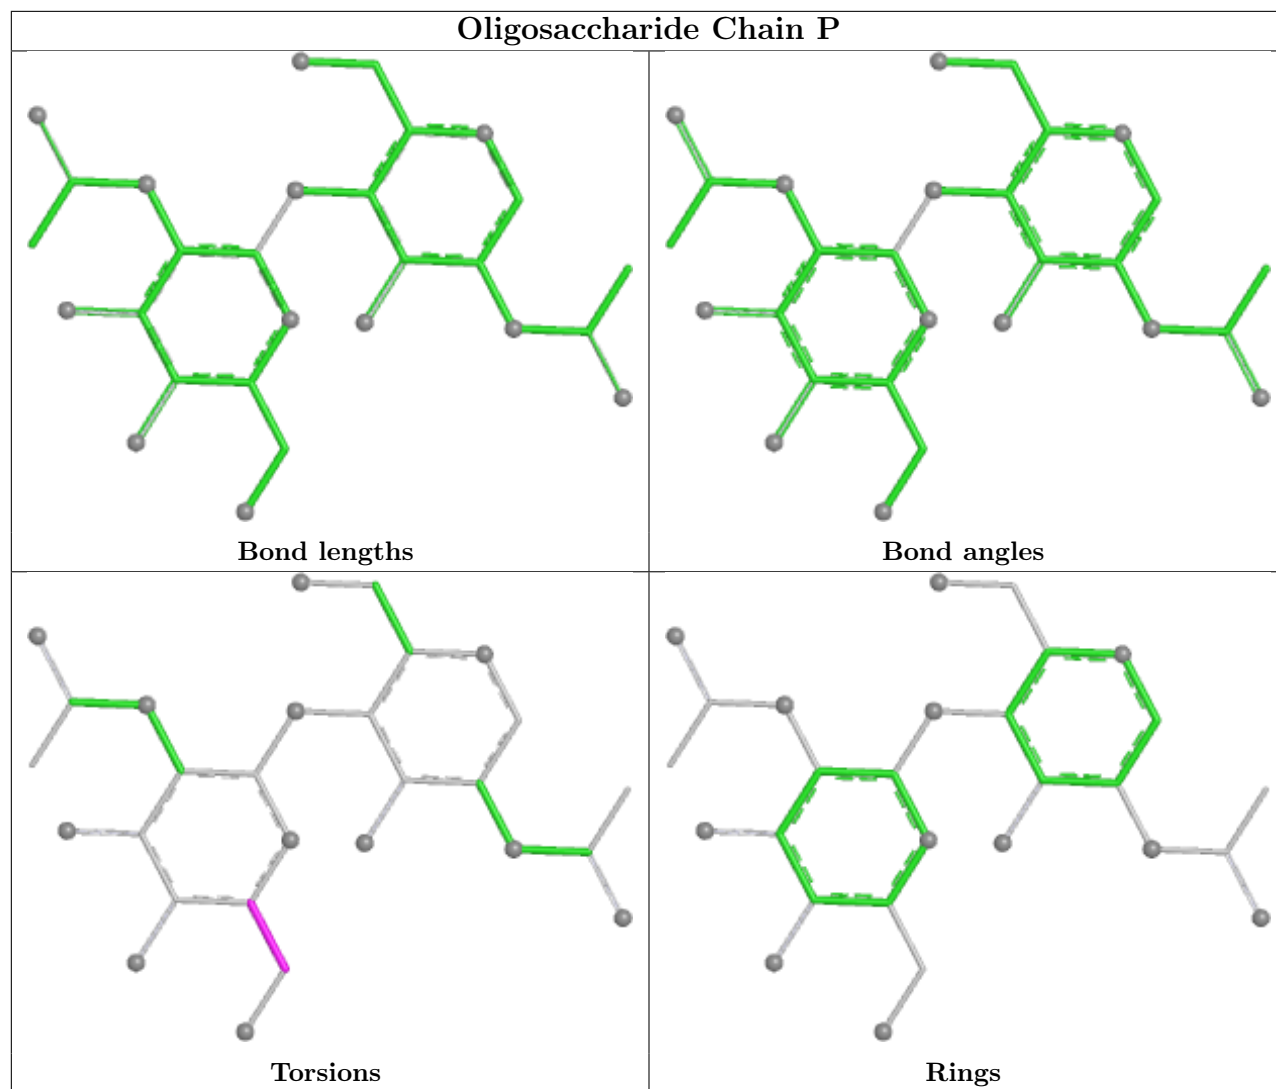 Oligosaccharide Chain P
Bond lengths
Bond angles
Torsions
Rings